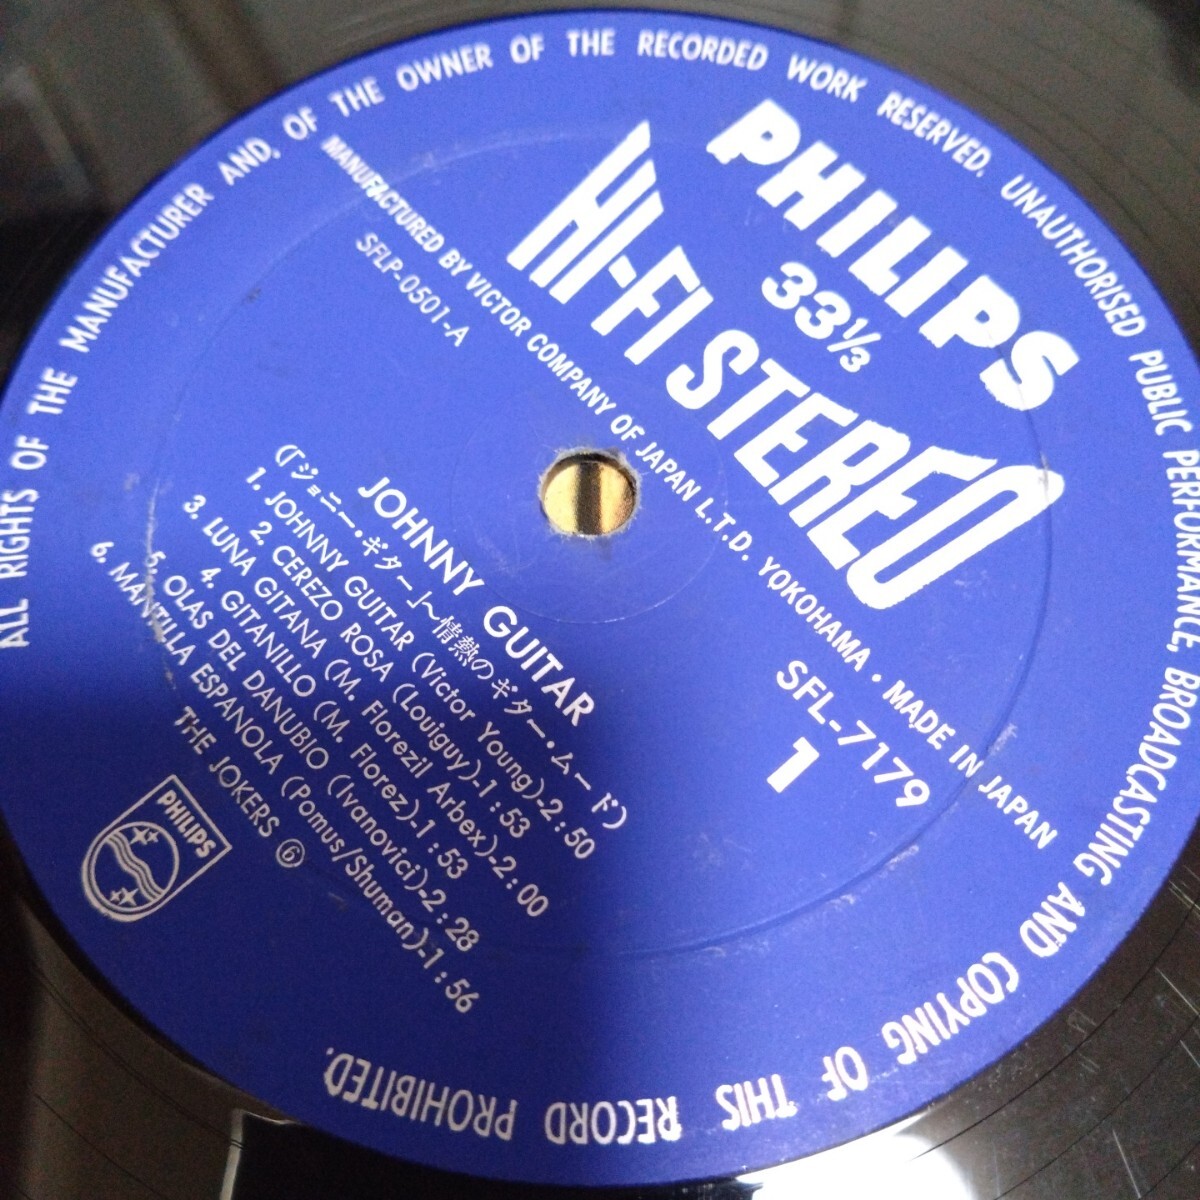 ALL RIGHTS OF THE MANUFACTURER AND, OF THE OWNER OF THE RECORDED WORK RESERVED. UNAUTHORISED PUBLIC PERFORMANCE, BROADCASTING AND COPYING OF THIS RECORD PROHIBITED.
PHILIPS
33⅓
HI-FI STEREO
MANUFACTURED BY VICTOR COMPANY OF JAPAN L.T.D. YOKOHAMA • MADE IN JAPAN
SFLP-0501-A
SFL-7179
1
JOHNNY GUITAR
(「ジョニー・ギター」〜情熱のギター・ムード)
1. JOHNNY GUITAR (Victor Young)-2:50
2. CEREZO ROSA (Louiguy)-1:53
3. LUNA GITANA (M. Florezil Arbex)-2:00
4. GITANILLO (M. Florez)-1:53
5. OLAS DEL DANUBIO (Ivanovici)-2:28
6. MANTILLA ESPANOLA (Pomus/Shuman)-1:56
THE JOKERS ⑥
PHILIPS